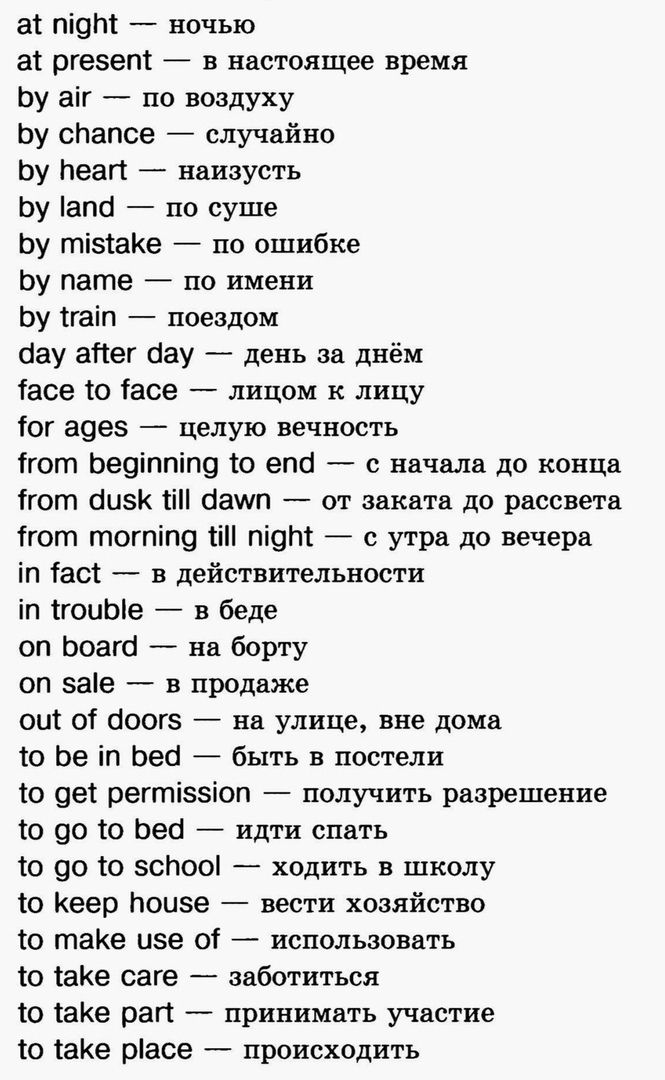 at night — ночью
at present — в настоящее время
by air — по воздуху
by chance — случайно
by heart — наизусть
by land — по суше
by mistake — по ошибке
by name — по имени
by train — поездом
day after day — день за днём
face to face — лицом к лицу
for ages — целую вечность
from beginning to end — с начала до конца
from dusk till dawn — от заката до рассвета
from morning till night — с утра до вечера
in fact — в действительности
in trouble — в беде
on board — на борту
on sale — в продаже
out of doors — на улице, вне дома
to be in bed — быть в постели
to get permission — получить разрешение
to go to bed — идти спать
to go to school — ходить в школу
to keep house — вести хозяйство
to make use of — использовать
to take care — заботиться
to take part — принимать участие
to take place — происходить